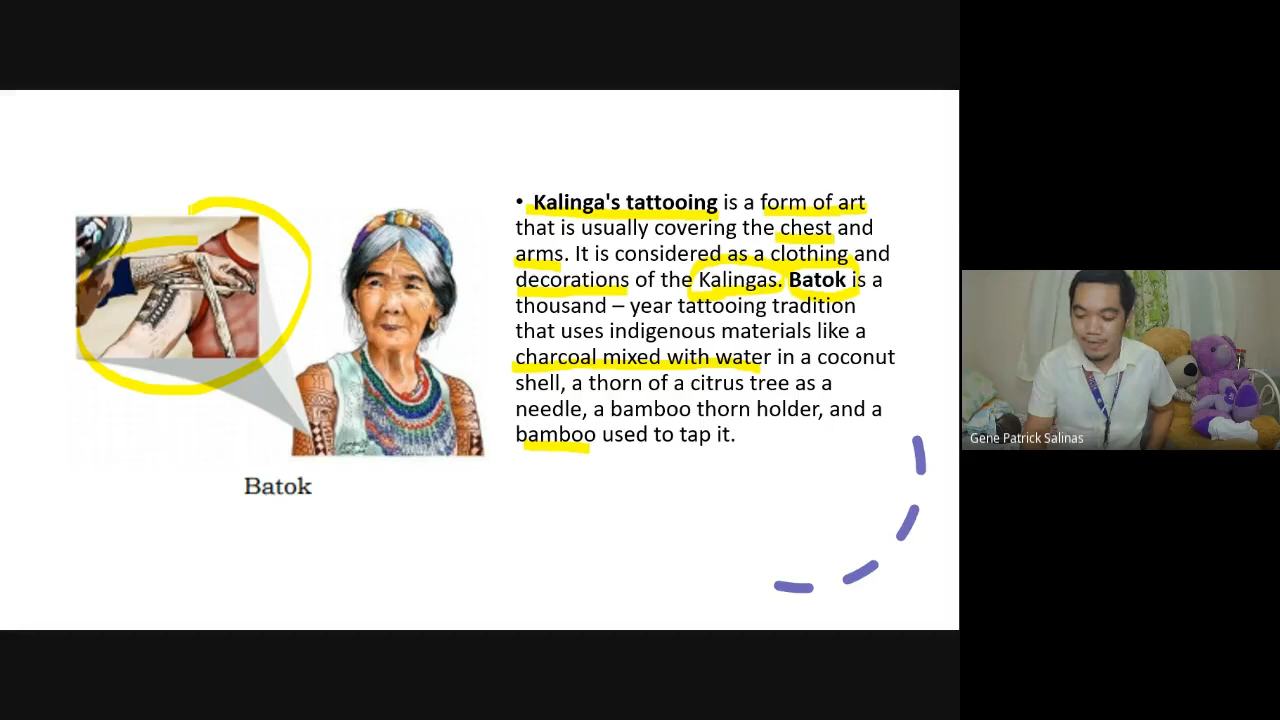 • Kalinga's tattooing is a form of art
that is usually covering the chest and
arms. It is considered as a clothing and
decorations of the Kalingas. Batok is a
thousand – year tattooing tradition
that uses indigenous materials like a
charcoal mixed with water in a coconut
shell, a thorn of a citrus tree as a
needle, a bamboo thorn holder, and a
bamboo used to tap it.
Batok
Gene Patrick Salinas